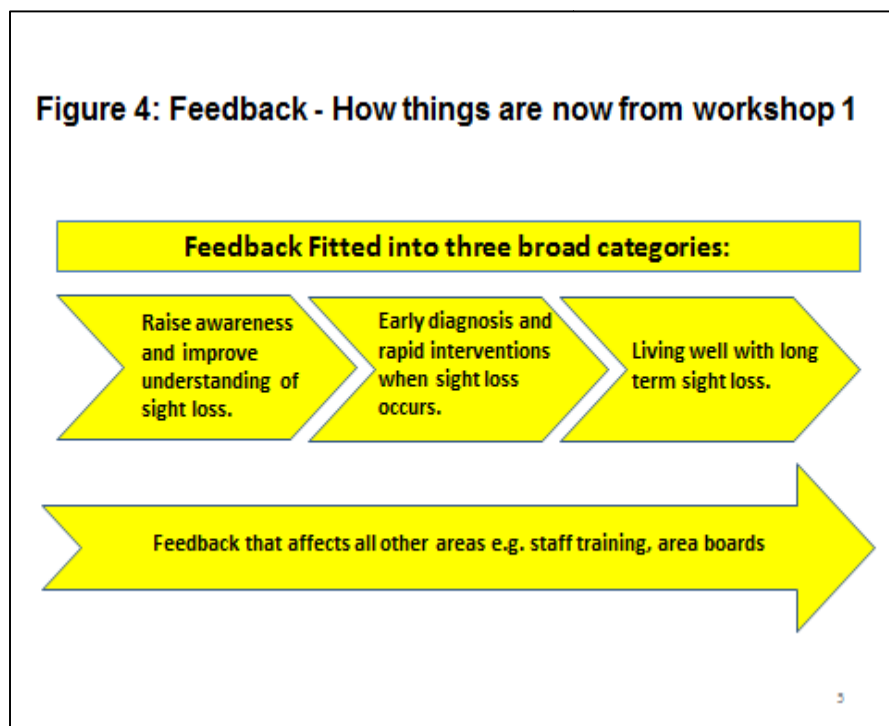 Figure 4: Feedback - How things are now from workshop 1
Feedback Fitted into three broad categories:
Raise awareness
and improve
understanding of
sight loss.
Early diagnosis and
rapid interventions
when sight loss
occurs.
Living well with long
term sight loss.
Feedback that affects all other areas e.g. staff training, area boards